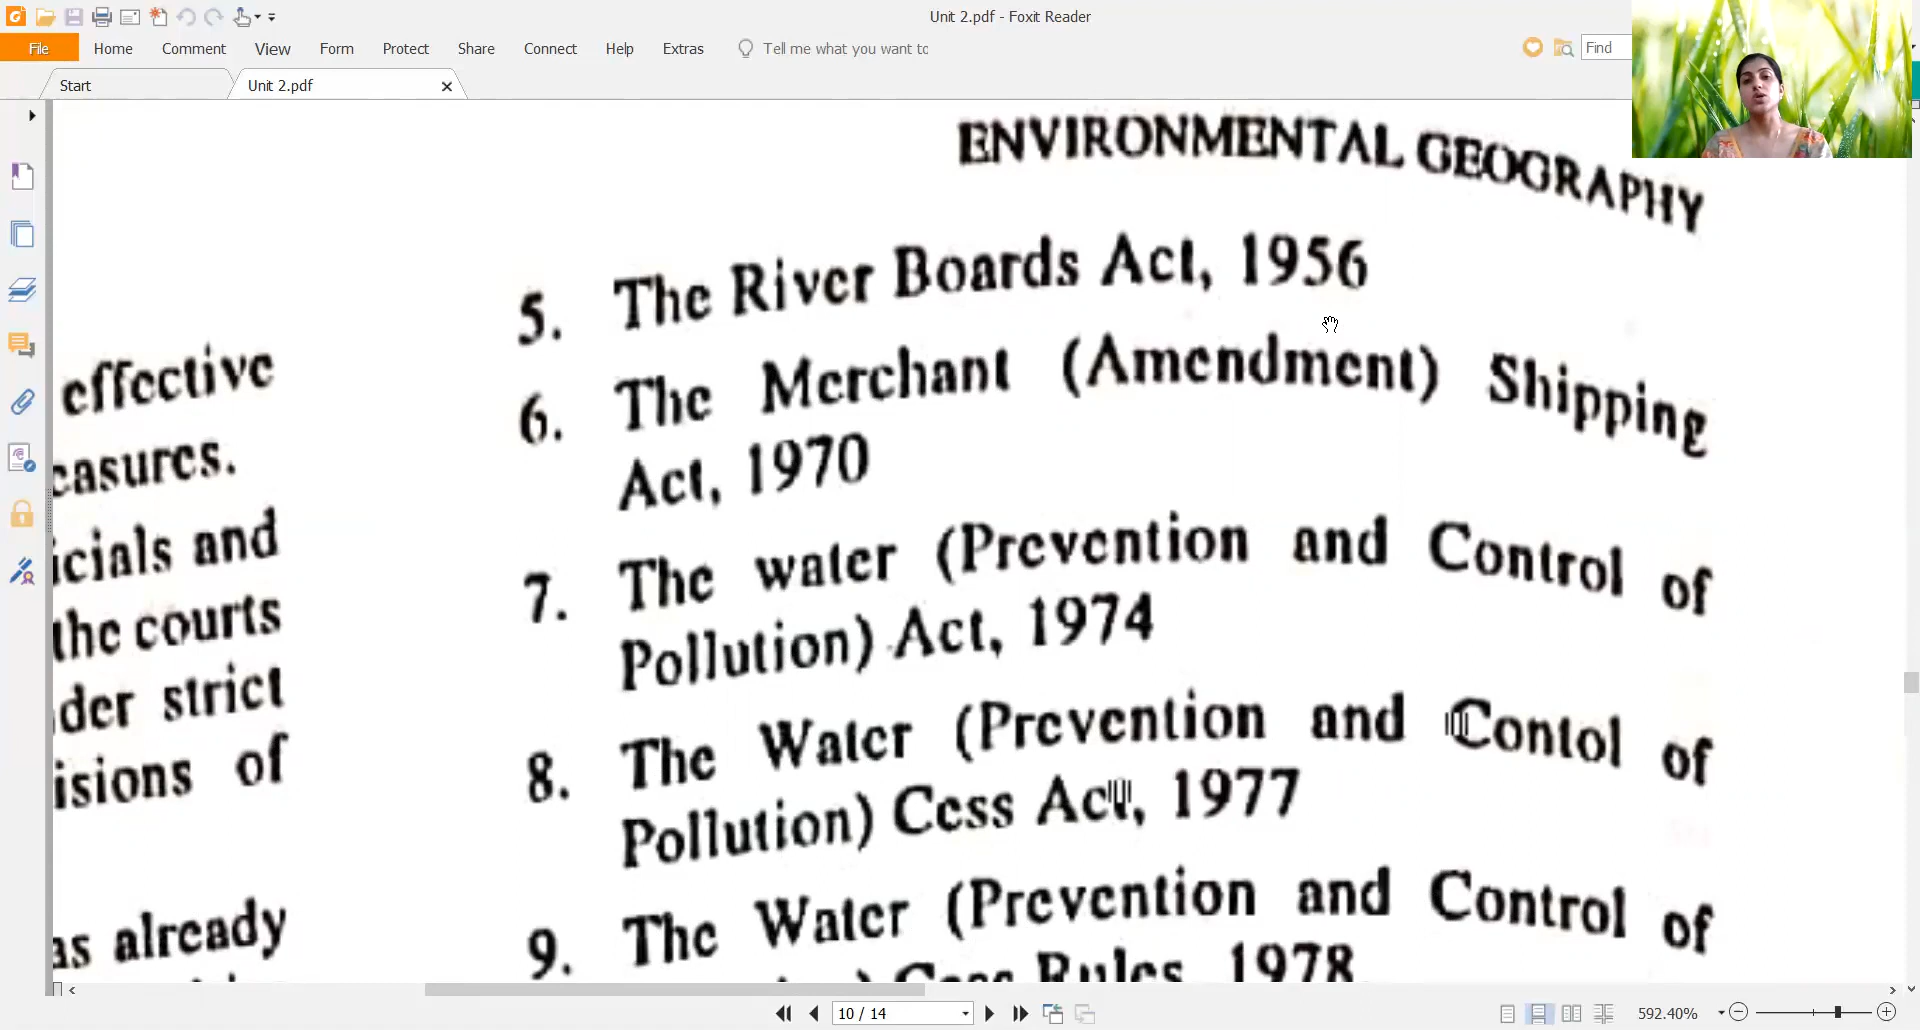 Unit 2.pdf - Foxit Reader
File Home Comment View Form Protect Share Connect Help Extras Tell me what you want to Find
Start Unit 2.pdf
ENVIRONMENTAL GEOGRAPHY
5. The River Boards Act, 1956
6. The Merchant (Amendment) Shipping
Act, 1970
7. The water (Prevention and Control of
Pollution) Act, 1974
8. The Water (Prevention and Contol of
Pollution) Cess Act, 1977
9. The Water (Prevention and Control of
Cess Rules, 1978
effective
easures.
icials and
the courts
der strict
isions of
as already
10 / 14
592.40%